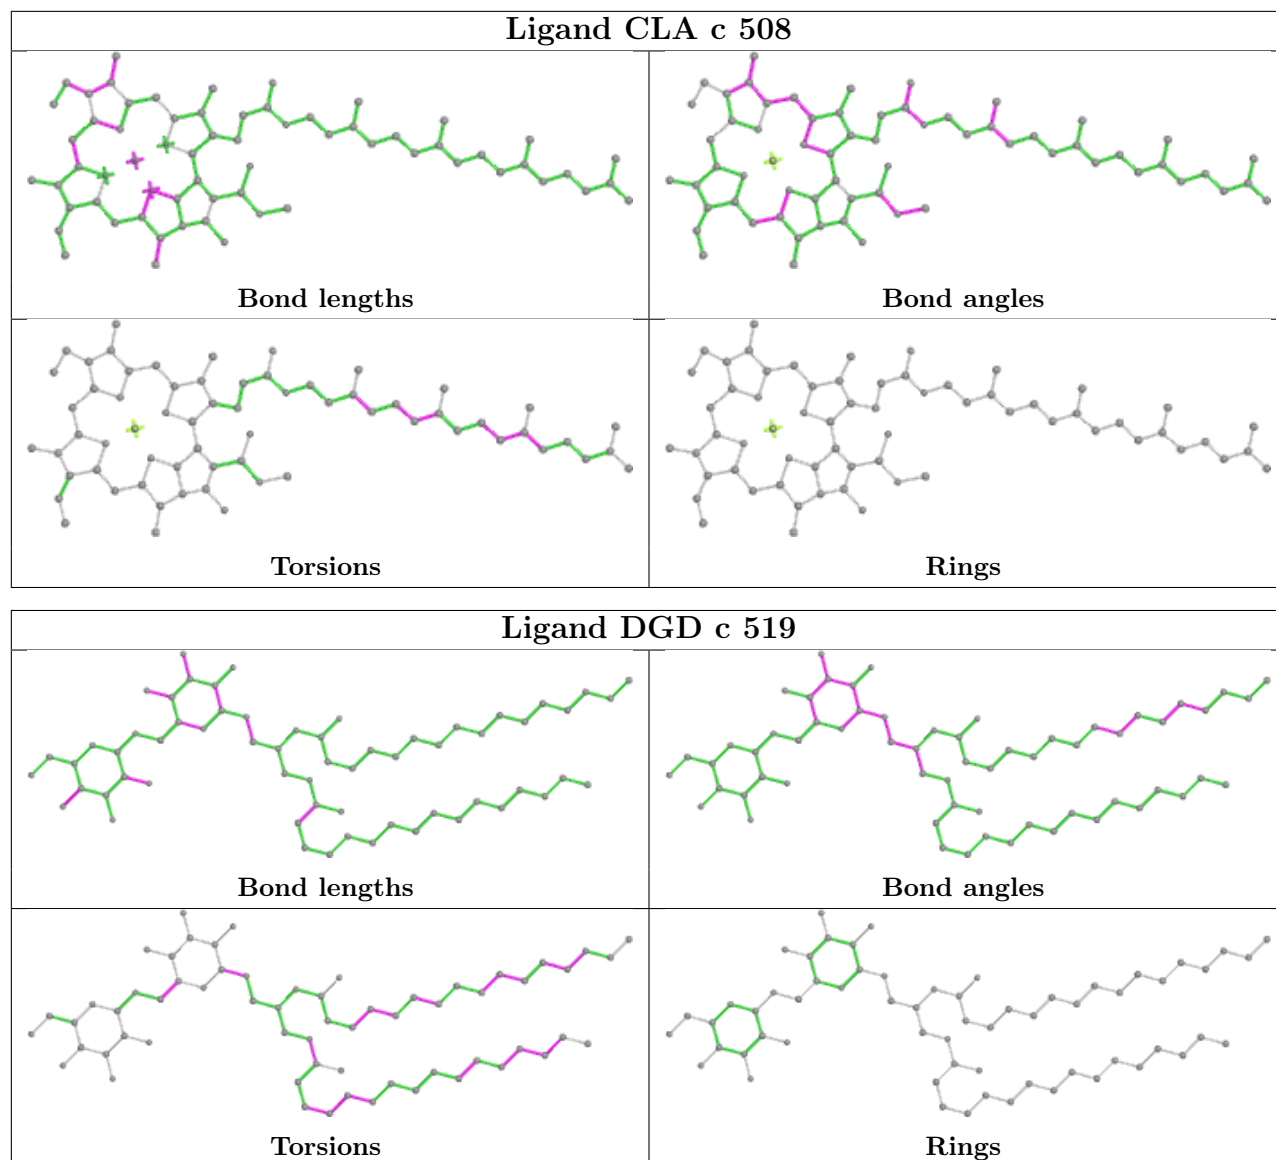 Ligand CLA c 508
Bond lengths
Bond angles
Torsions
Rings
Ligand DGD c 519
Bond lengths
Bond angles
Torsions
Rings